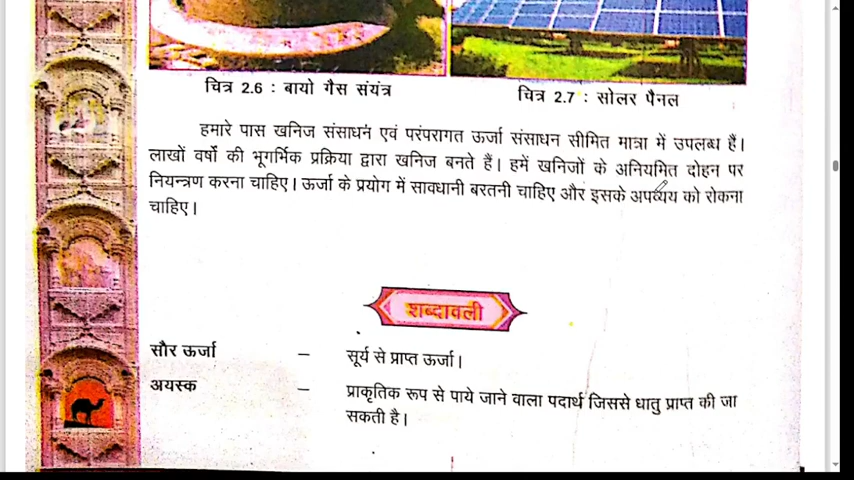 चित्र 2.6 : बायो गैस संयंत्र
चित्र 2.7 : सोलर पैनल
हमारे पास खनिज संसाधन एवं परंपरागत ऊर्जा संसाधन सीमित मात्रा में उपलब्ध हैं।
लाखों वर्षों की भूगर्भिक प्रक्रिया द्वारा खनिज बनते हैं। हमें खनिजों के अनियमित दोहन पर
नियन्त्रण करना चाहिए। ऊर्जा के प्रयोग में सावधानी बरतनी चाहिए और इसके अपव्यय को रोकना
चाहिए।
शब्दावली
सौर ऊर्जा – सूर्य से प्राप्त ऊर्जा।
अयस्क – प्राकृतिक रूप से पाये जाने वाला पदार्थ जिससे धातु प्राप्त की जा
सकती है।